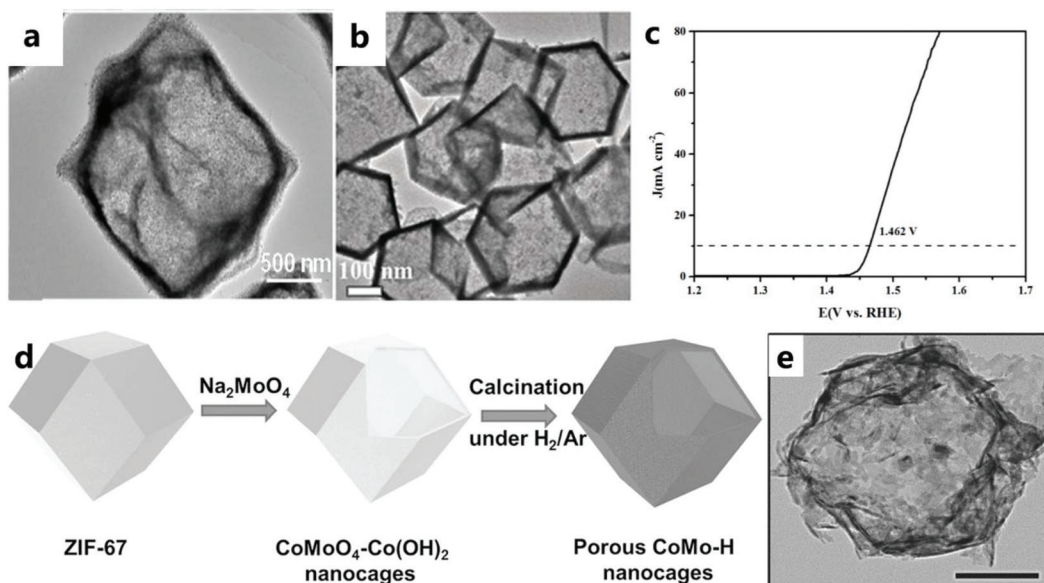 a
500 nm
b
100 nm
c
80
60
40
20
0
J(mA cm⁻²)
1.462 V
1.2 1.3 1.4 1.5 1.6 1.7
E(V vs. RHE)
d
Na₂MoO₄
Calcination
under H₂/Ar
ZIF-67
CoMoO₄-Co(OH)₂
nanocages
Porous CoMo-H
nanocages
e